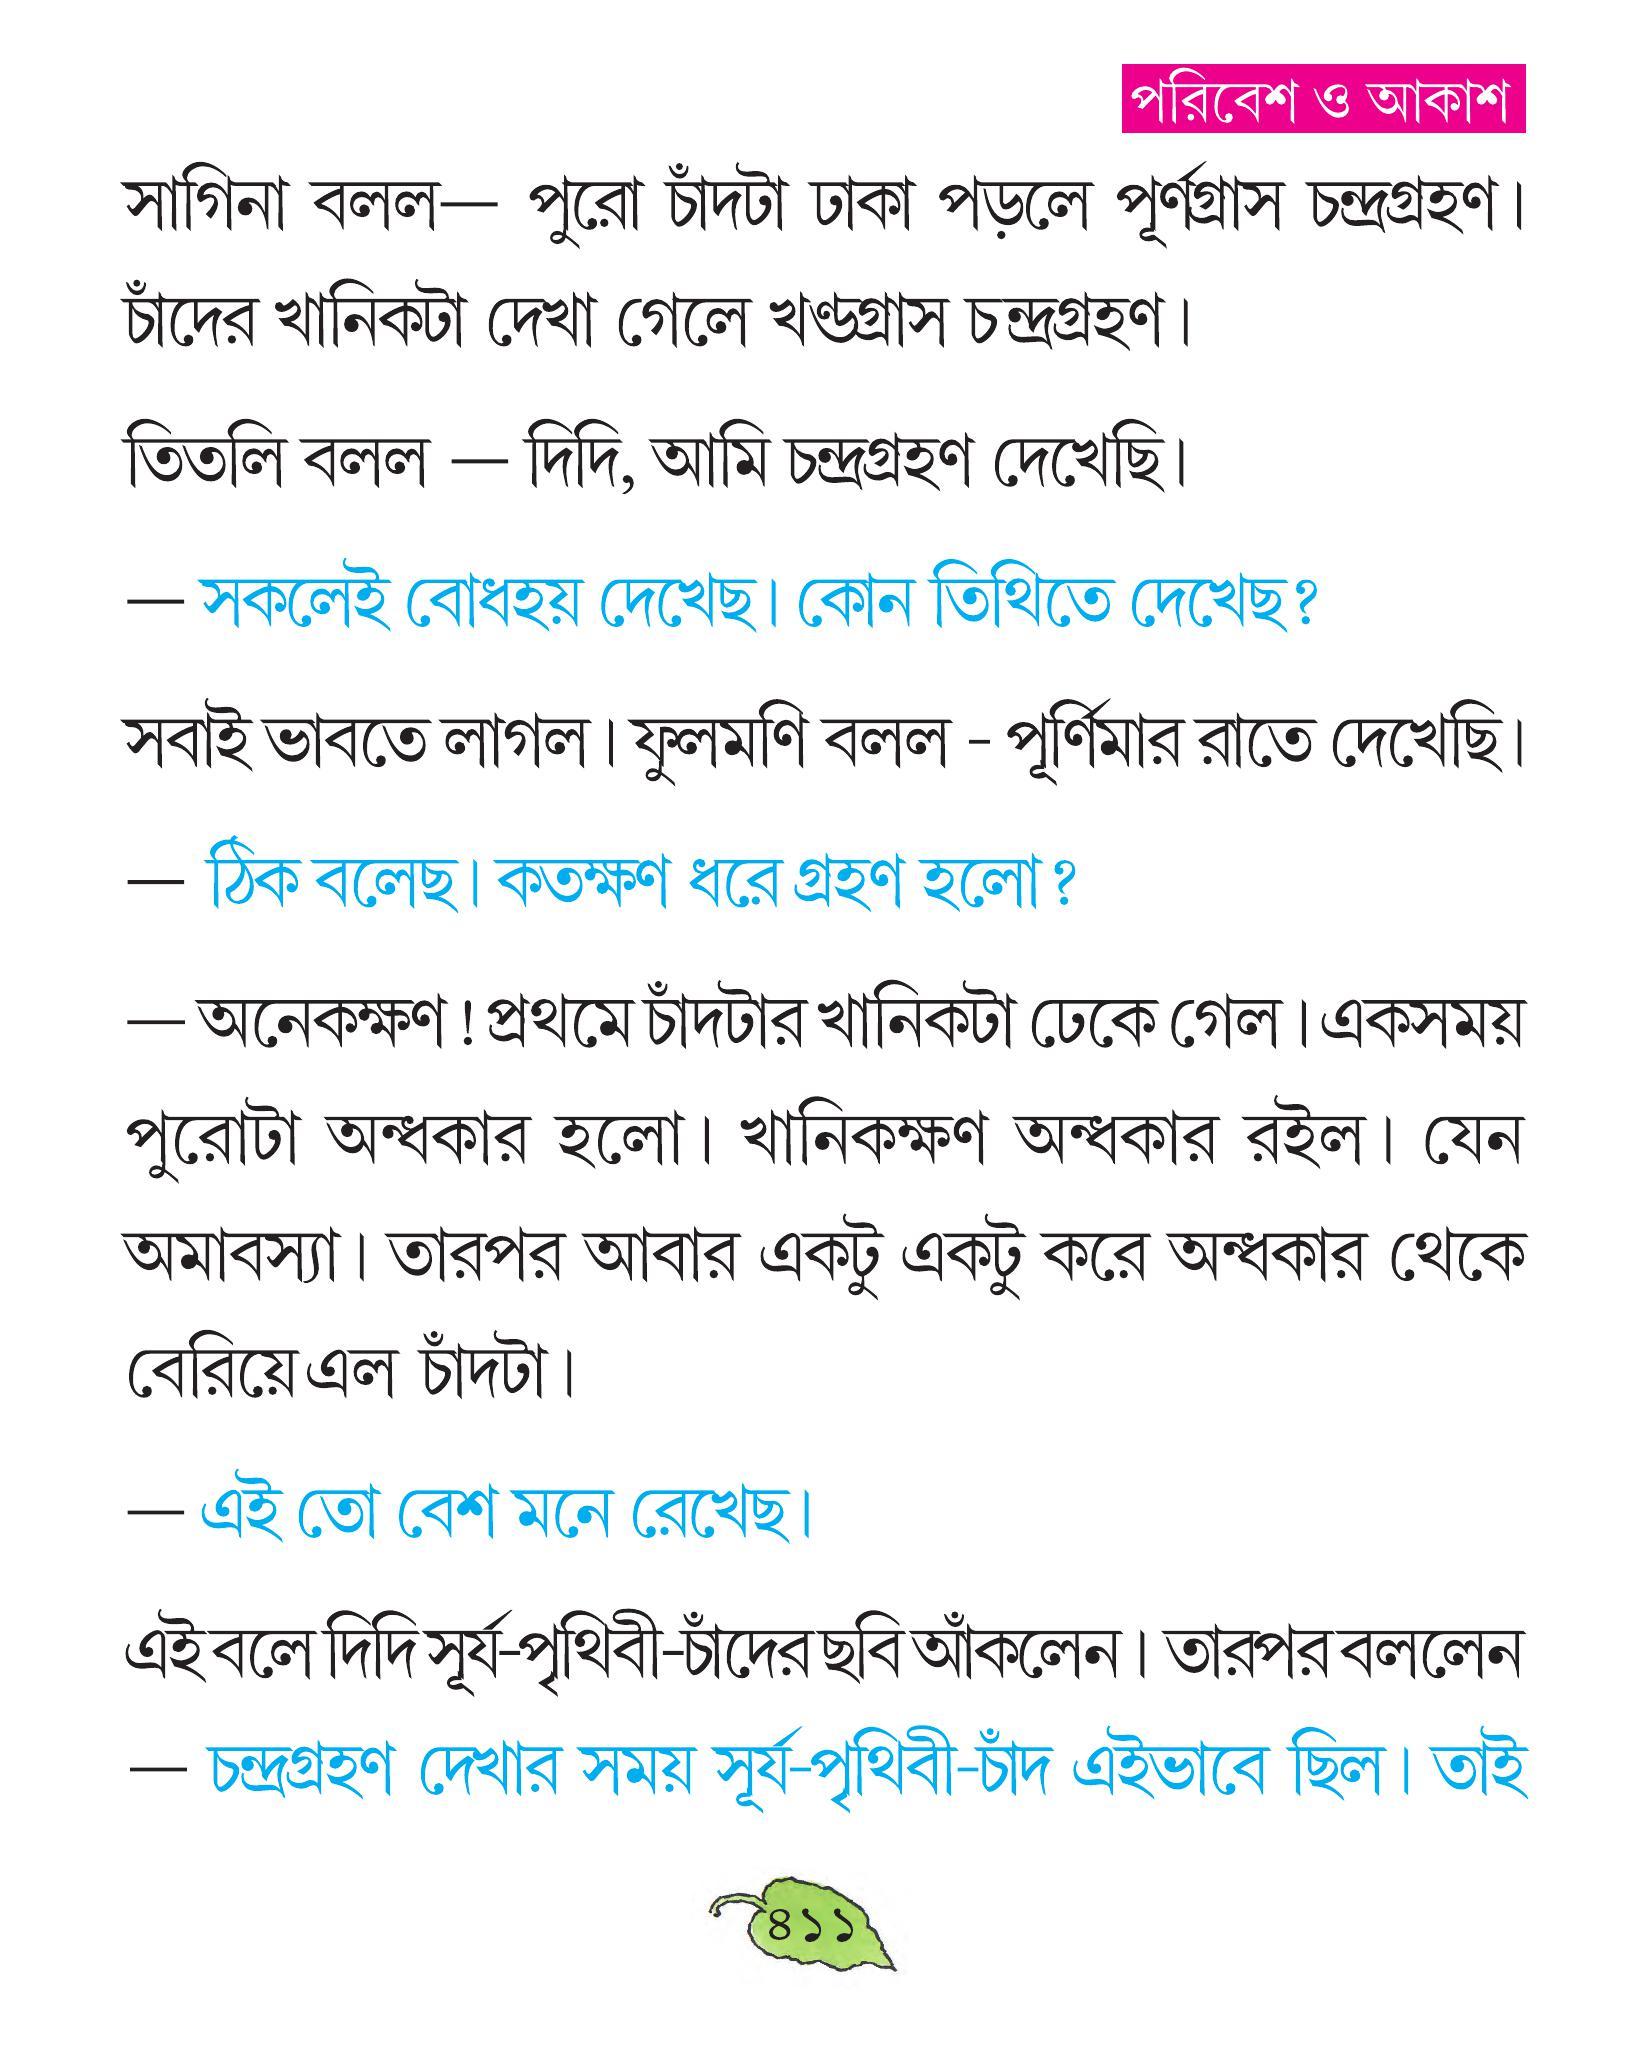 পরিবেশ ও আকাশ
সাগিনা বলল— পুরো চাঁদটা ঢাকা পড়লে পূর্ণগ্রাস চন্দ্রগ্রহণ।
চাঁদের খানিকটা দেখা গেলে খণ্ডগ্রাস চন্দ্রগ্রহণ।
তিতলি বলল — দিদি, আমি চন্দ্রগ্রহণ দেখেছি।
— সকলেই বোধহয় দেখেছ। কোন তিথিতে দেখেছ?
সবাই ভাবতে লাগল। ফুলমণি বলল - পূর্ণিমার রাতে দেখেছি।
— ঠিক বলেছ। কতক্ষণ ধরে গ্রহণ হলো?
— অনেকক্ষণ! প্রথমে চাঁদটার খানিকটা ঢেকে গেল। একসময়
পুরোটা অন্ধকার হলো। খানিকক্ষণ অন্ধকার রইল। যেন
অমাবস্যা। তারপর আবার একটু একটু করে অন্ধকার থেকে
বেরিয়ে এল চাঁদটা।
— এই তো বেশ মনে রেখেছ।
এই বলে দিদি সূর্য-পৃথিবী-চাঁদের ছবি আঁকলেন। তারপর বললেন
— চন্দ্রগ্রহণ দেখার সময় সূর্য-পৃথিবী-চাঁদ এইভাবে ছিল। তাই
৪১১